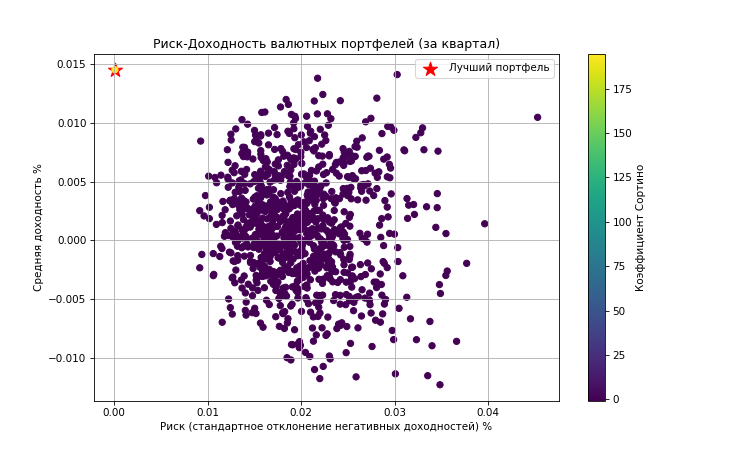 Риск-Доходность валютных портфелей (за квартал)
Лучший портфель
0.015
0.010
0.005
0.000
−0.005
−0.010
Средняя доходность %
0.00 0.01 0.02 0.03 0.04
Риск (стандартное отклонение негативных доходностей) %
175
150
125
100
75
50
25
0
Коэффициент Сортино